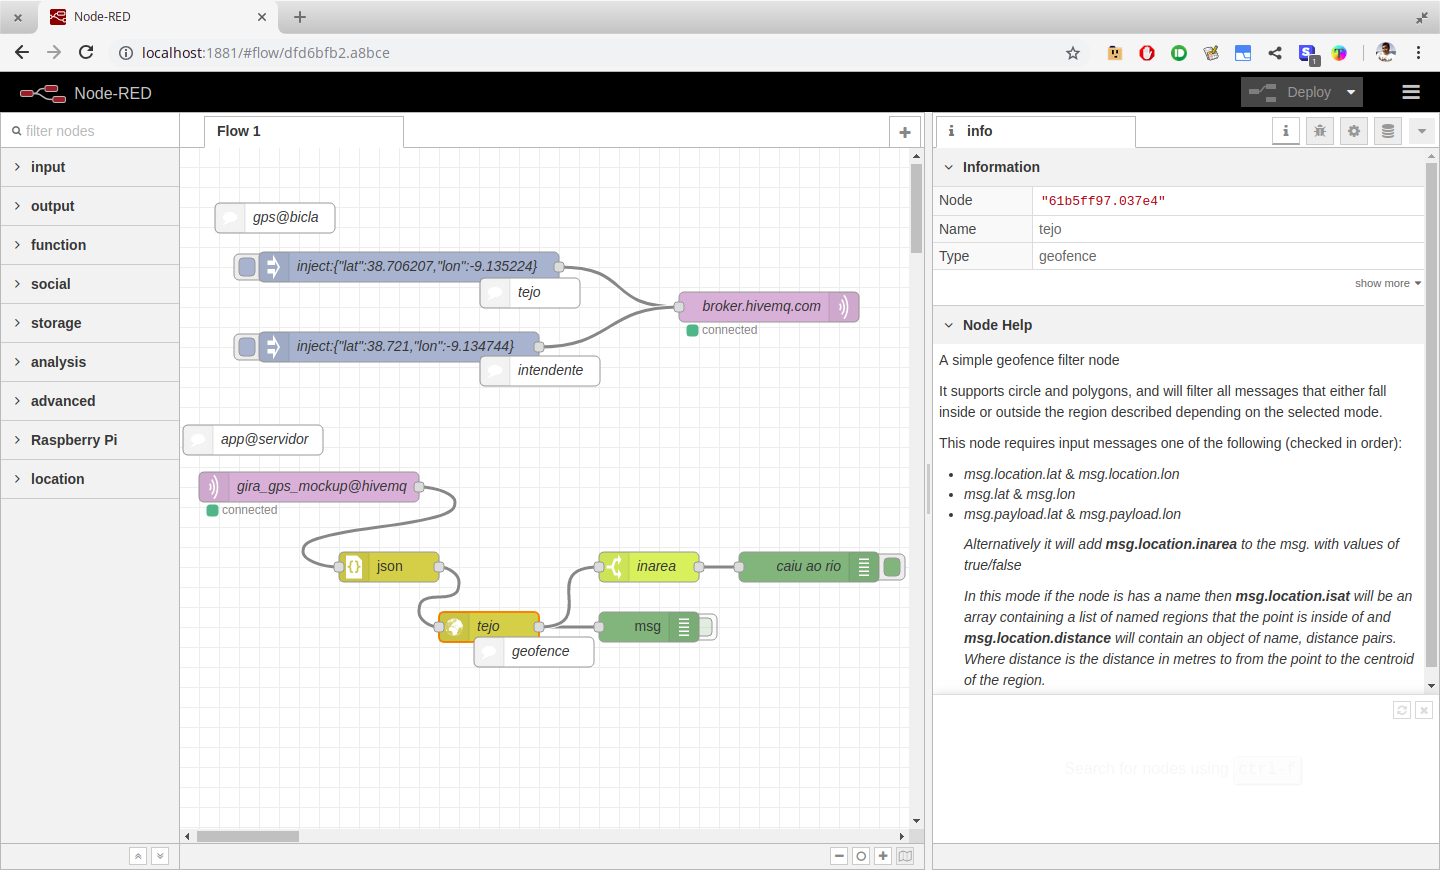 Node-RED
localhost:1881/#flow/dfd6bfb2.a8bce
1
Node-RED
Deploy
filter nodes
input
output
function
social
storage
analysis
advanced
Raspberry Pi
location
Flow 1
gps@bicla
inject:{"lat":38.706207,"lon":-9.135224}
tejo
broker.hivemq.com
connected
inject:{"lat":38.721,"lon":-9.134744}
intendente
app@servidor
gira_gps_mockup@hivemq
connected
json
inarea
caiu ao rio
tejo
msg
geofence
info
Information
Node "61b5ff97.037e4"
Name tejo
Type geofence
show more
Node Help
A simple geofence filter node
It supports circle and polygons, and will filter all messages that either fall
inside or outside the region described depending on the selected mode.
This node requires input messages one of the following (checked in order):
• msg.location.lat & msg.location.lon
• msg.lat & msg.lon
• msg.payload.lat & msg.payload.lon
Alternatively it will add msg.location.inarea to the msg. with values of
true/false
In this mode if the node is has a name then msg.location.isat will be an
array containing a list of named regions that the point is inside of and
msg.location.distance will contain an object of name, distance pairs.
Where distance is the distance in metres to from the point to the centroid
of the region.
Search for nodes using ctrl-f